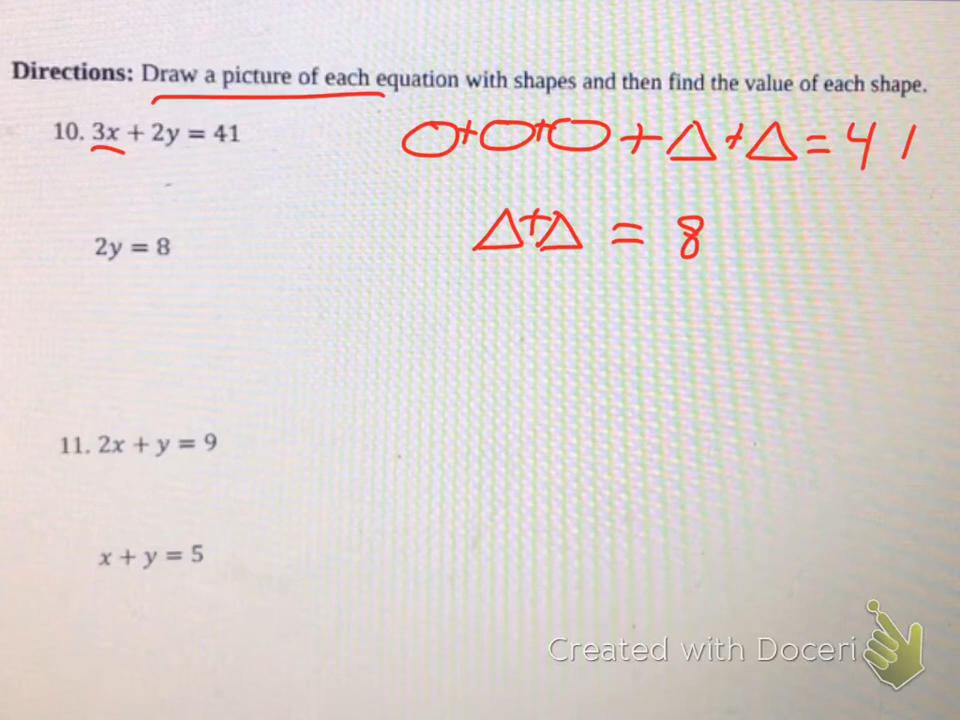 Directions: Draw a picture of each equation with shapes and then find the value of each shape.
10. 3x + 2y = 41
○+○+○ + △ + △ = 41
2y = 8
△+△ = 8
11. 2x + y = 9
x + y = 5
Created with Doceri